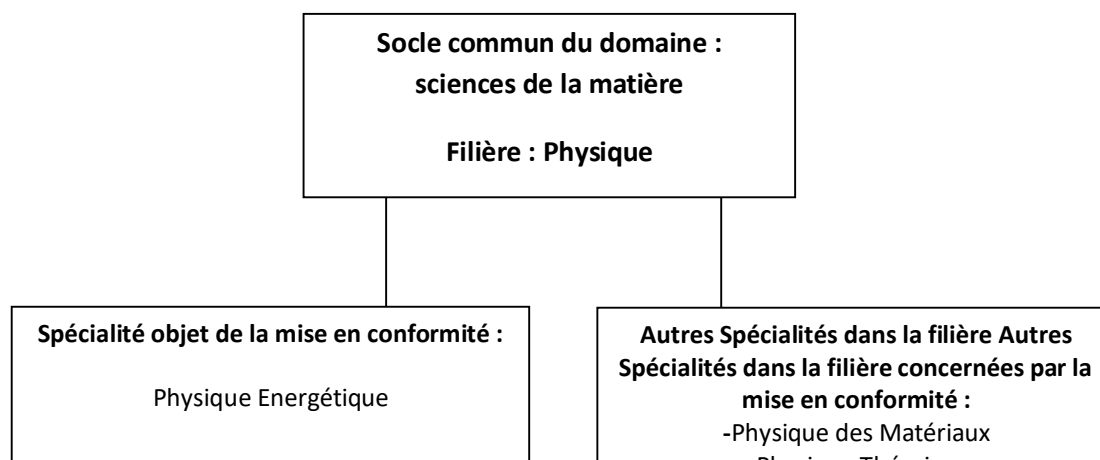 Socle commun du domaine :
sciences de la matière
Filière : Physique
Spécialité objet de la mise en conformité :
Physique Energétique
Autres Spécialités dans la filière Autres
Spécialités dans la filière concernées par la
mise en conformité :
-Physique des Matériaux